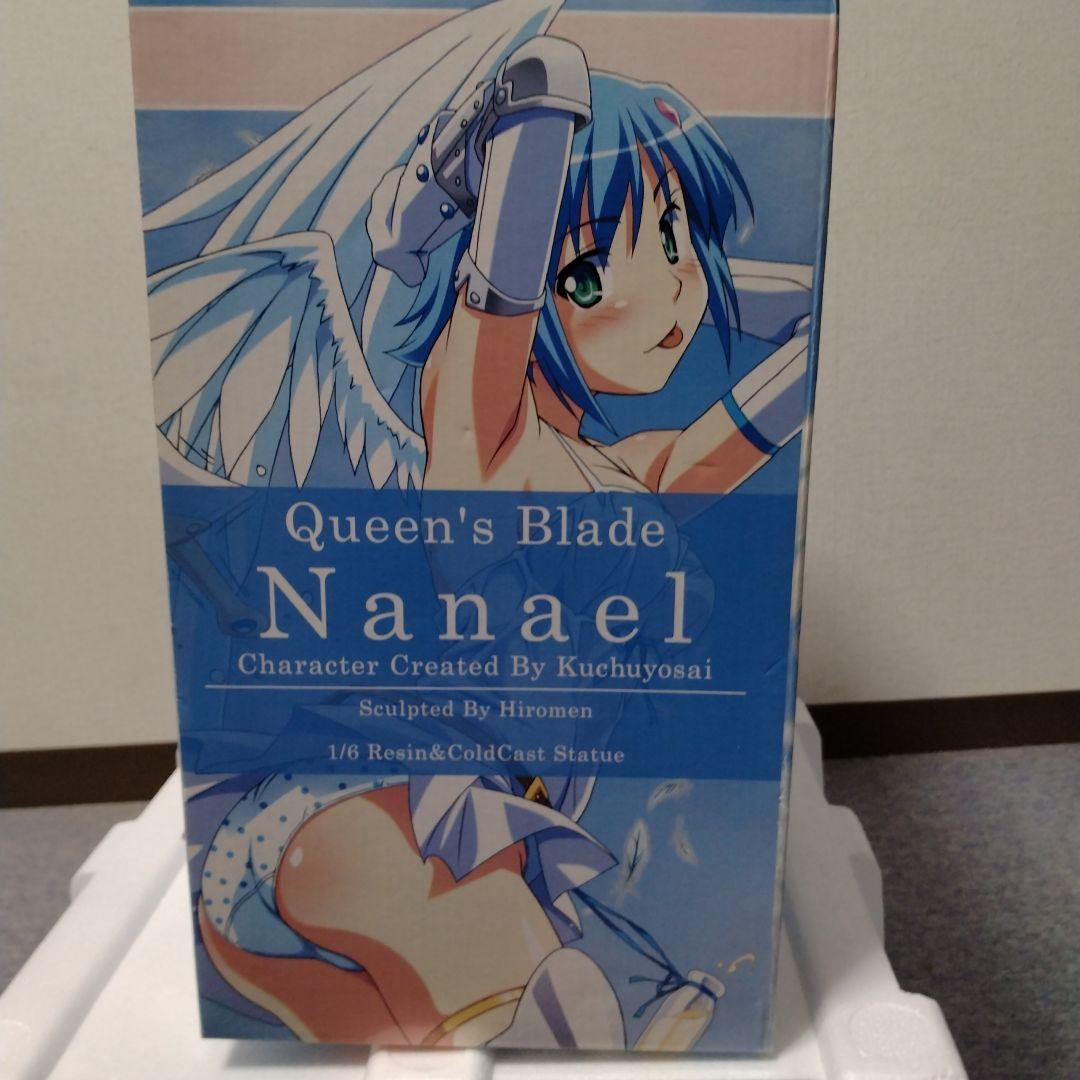 Queen's Blade
Nanael
Character Created By Kuchuyosai
Sculpted By Hiromen
1/6 Resin&ColdCast Statue